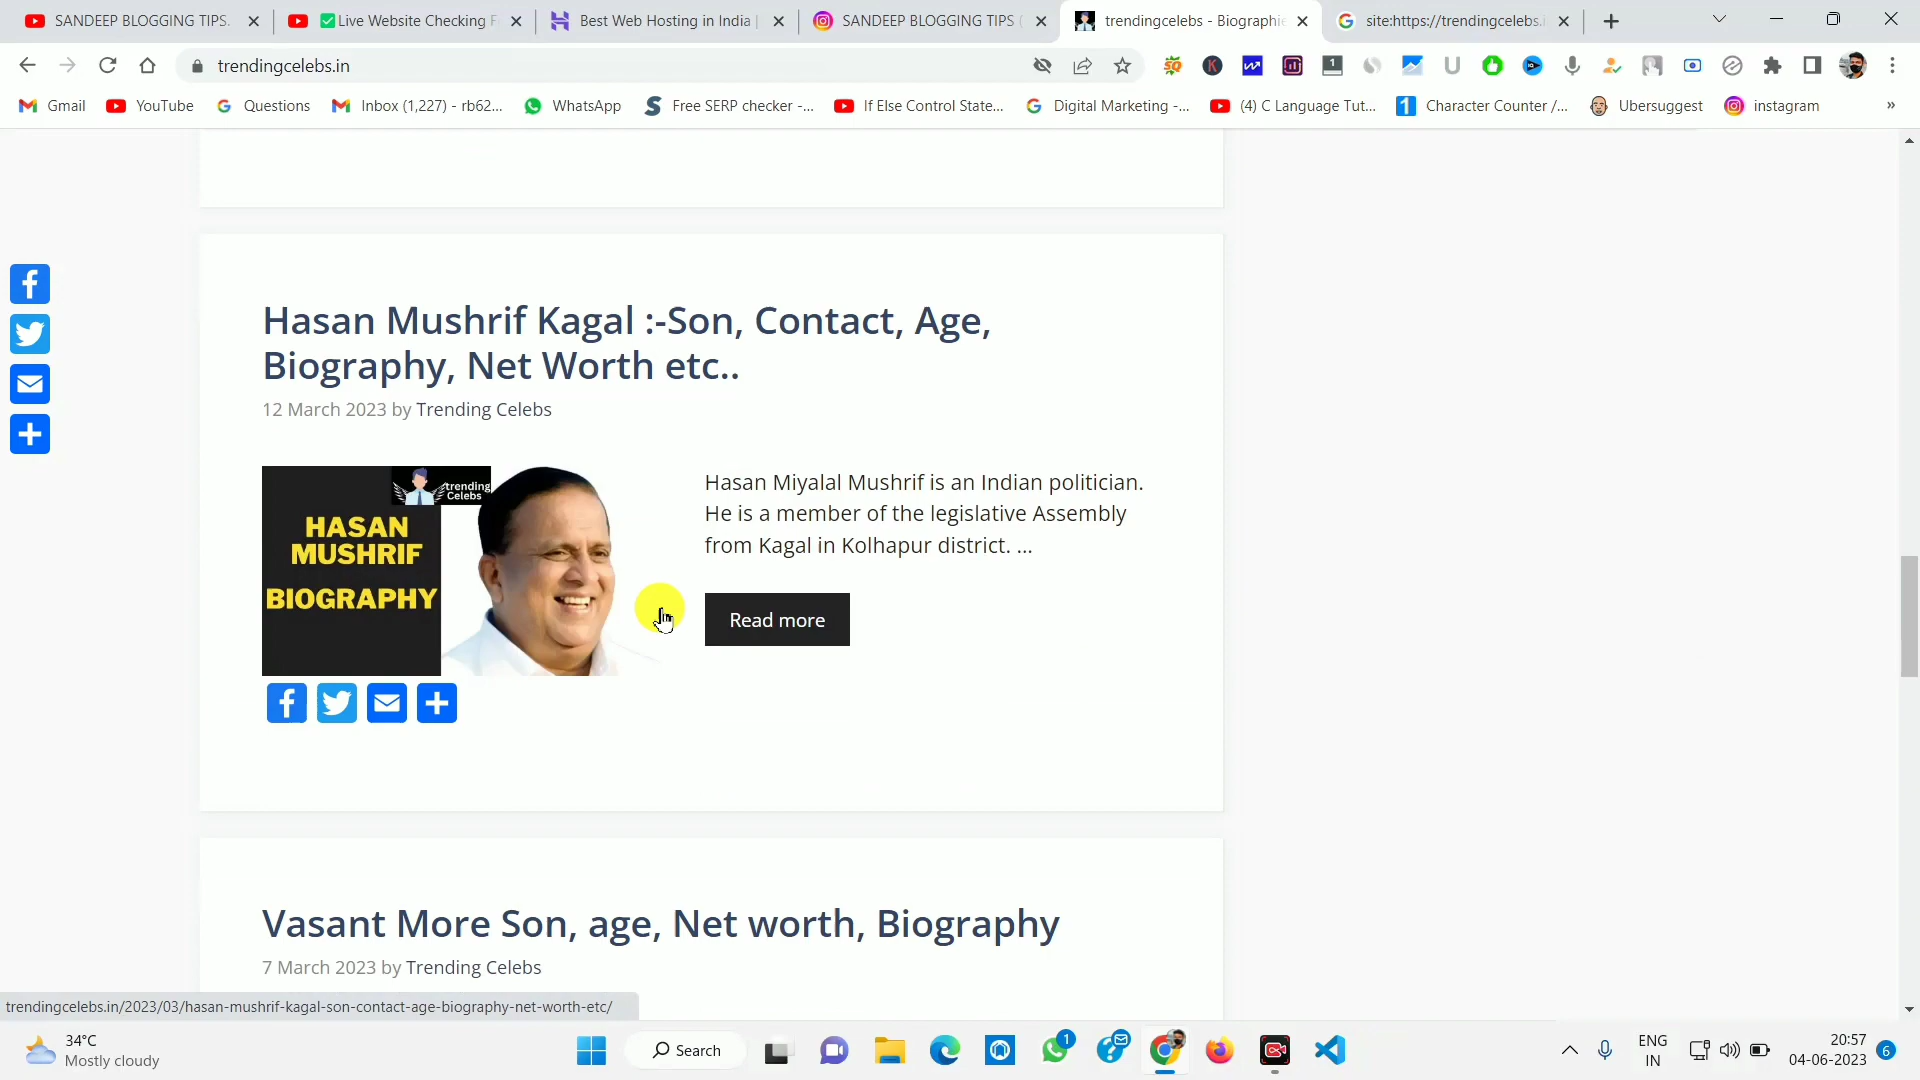 SANDEEP BLOGGING TIPS.
Live Website Checking F
Best Web Hosting in India |
SANDEEP BLOGGING TIPS (
trendingcelebs - Biographie
site:https://trendingcelebs.i
trendingcelebs.in
Gmail
YouTube
Questions
Inbox (1,227) - rb62...
WhatsApp
Free SERP checker -...
If Else Control State...
Digital Marketing -...
(4) C Language Tut...
Character Counter /...
Ubersuggest
instagram
»
Hasan Mushrif Kagal :-Son, Contact, Age,
Biography, Net Worth etc..
12 March 2023 by Trending Celebs
trending
Celebs
HASAN
MUSHRIF
BIOGRAPHY
Hasan Miyalal Mushrif is an Indian politician.
He is a member of the legislative Assembly
from Kagal in Kolhapur district. ...
Read more
Vasant More Son, age, Net worth, Biography
7 March 2023 by Trending Celebs
trendingcelebs.in/2023/03/hasan-mushrif-kagal-son-contact-age-biography-net-worth-etc/
34°C
Mostly cloudy
Search
1
ENG
IN
20:57
04-06-2023
6